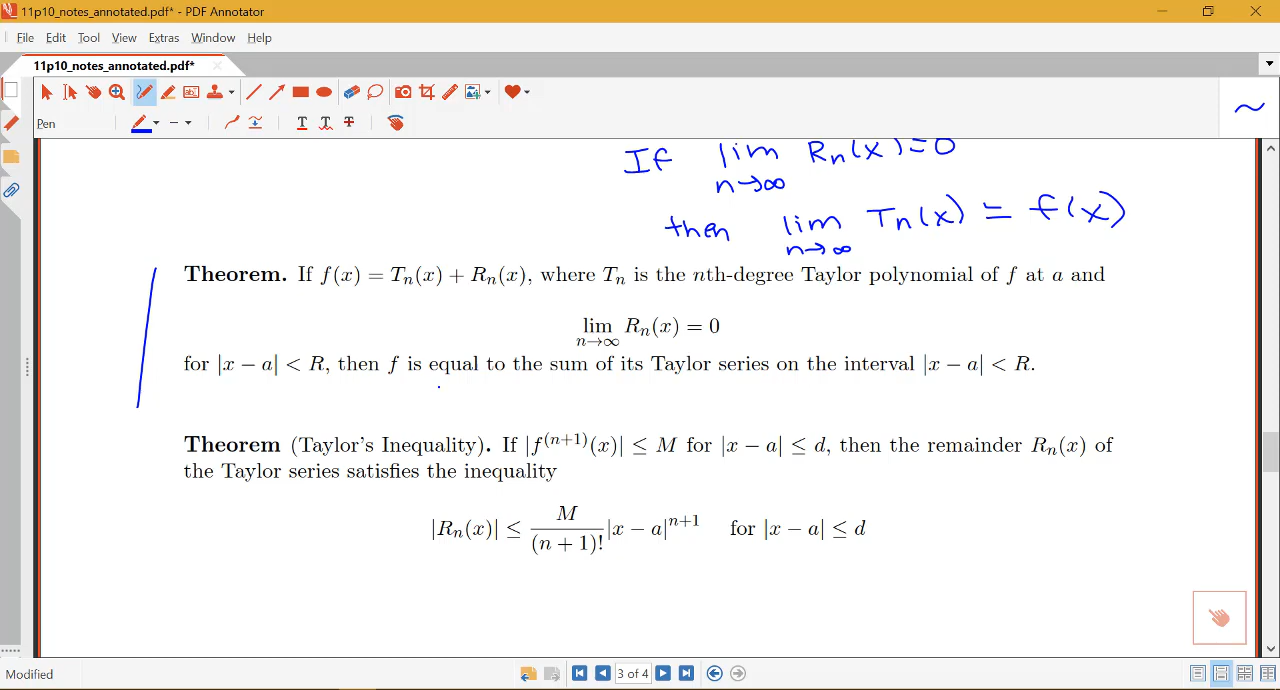 11p10_notes_annotated.pdf* - PDF Annotator
File Edit Tool View Extras Window Help
11p10_notes_annotated.pdf*
Pen
If lim Rn(x)=0
n→∞
then lim Tn(x) = f(x)
n→∞
Theorem. If f(x) = Tn(x) + Rn(x), where Tn is the nth-degree Taylor polynomial of f at a and
lim Rn(x) = 0
n→∞
for |x − a| < R, then f is equal to the sum of its Taylor series on the interval |x − a| < R.
Theorem (Taylor's Inequality). If |f^(n+1)(x)| ≤ M for |x − a| ≤ d, then the remainder Rn(x) of
the Taylor series satisfies the inequality
|Rn(x)| ≤ M/(n + 1)! |x − a|^n+1 for |x − a| ≤ d
Modified
3 of 4